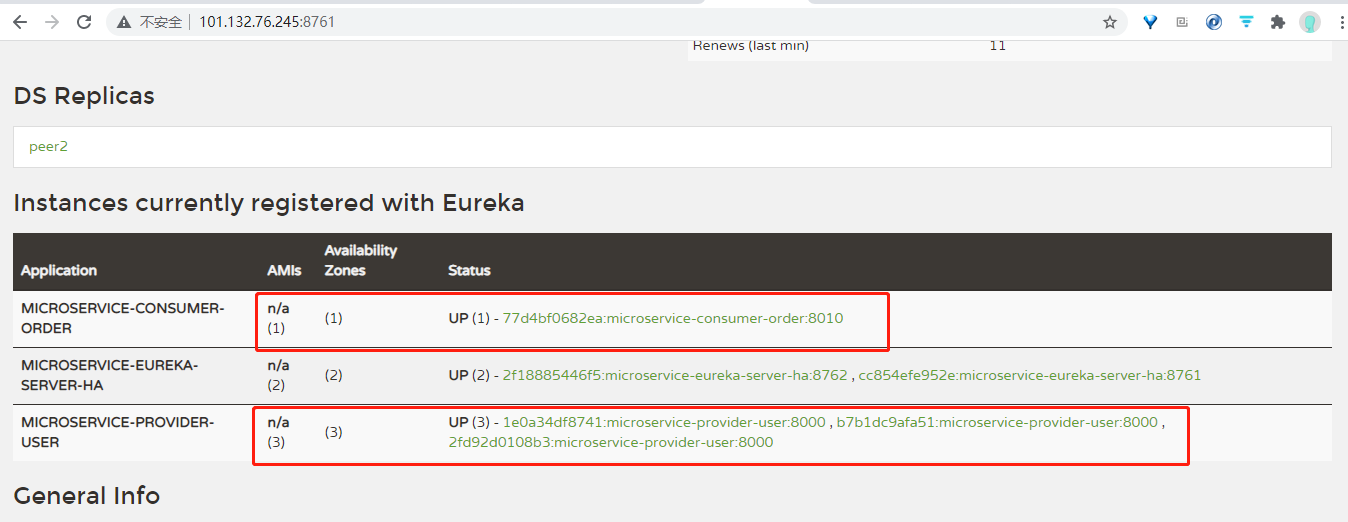 不安全 | 101.132.76.245:8761
Renews (last min) 11
DS Replicas
peer2
Instances currently registered with Eureka
Application AMIs Availability Zones Status
MICROSERVICE-CONSUMER-
ORDER
n/a
(1)
(1)
UP (1) - 77d4bf0682ea:microservice-consumer-order:8010
MICROSERVICE-EUREKA-
SERVER-HA
n/a
(2)
(2)
UP (2) - 2f18885446f5:microservice-eureka-server-ha:8762 , cc854efe952e:microservice-eureka-server-ha:8761
MICROSERVICE-PROVIDER-
USER
n/a
(3)
(3)
UP (3) - 1e0a34df8741:microservice-provider-user:8000 , b7b1dc9afa51:microservice-provider-user:8000 ,
2fd92d0108b3:microservice-provider-user:8000
General Info